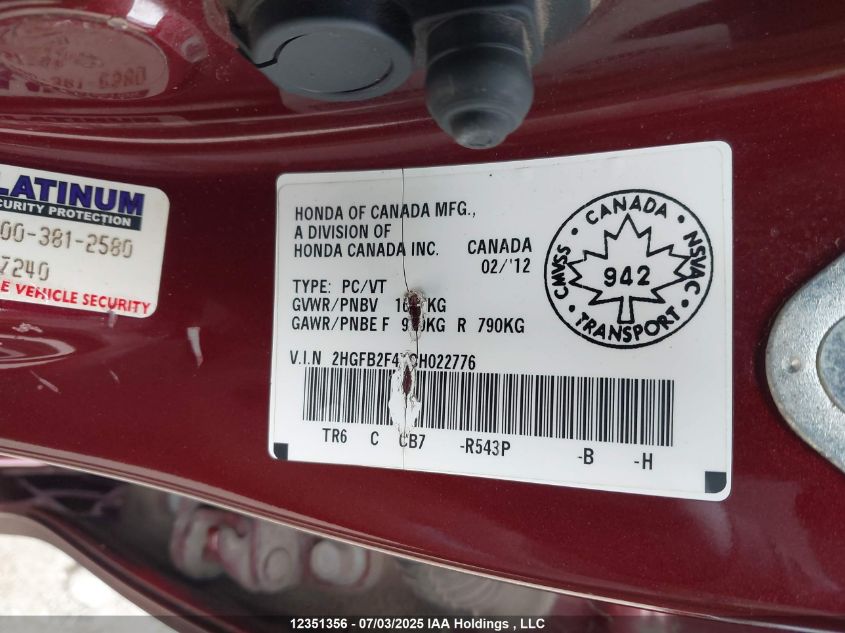 LATINUM
CURITY PROTECTION
00-381-2580
7240
E VEHICLE SECURITY
HONDA OF CANADA MFG.,
A DIVISION OF
HONDA CANADA INC. CANADA
02/'12
TYPE: PC/VT
GVWR/PNBV KG
GAWR/PNBE F KG R 790KG
V.I.N
CANADA
CMVSS 942 NSVAC
TRANSPORT
TR6 C CB7 -R543P -B -H
12351356 - 07/03/2025 IAA Holdings , LLC